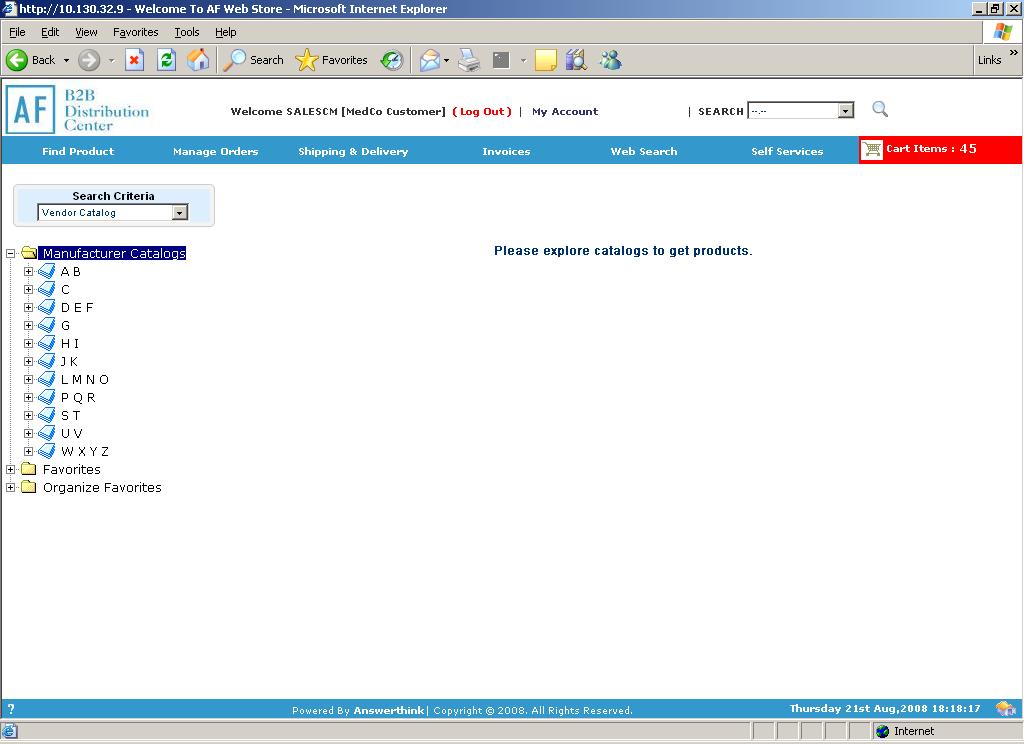 http://10.130.32.9 - Welcome To AF Web Store - Microsoft Internet Explorer
File Edit View Favorites Tools Help
Back Search Favorites Links »
AF B2B Distribution Center
Welcome SALESCM [MedCo Customer] ( Log Out ) | My Account | SEARCH --.--
Find Product Manage Orders Shipping & Delivery Invoices Web Search Self Services Cart Items : 45
Search Criteria
Vendor Catalog
Manufacturer Catalogs
Please explore catalogs to get products.
A B
C
D E F
G
H I
J K
L M N O
P Q R
S T
U V
W X Y Z
Favorites
Organize Favorites
? Powered By Answerthink | Copyright © 2008. All Rights Reserved. Thursday 21st Aug,2008 18:18:17
Internet